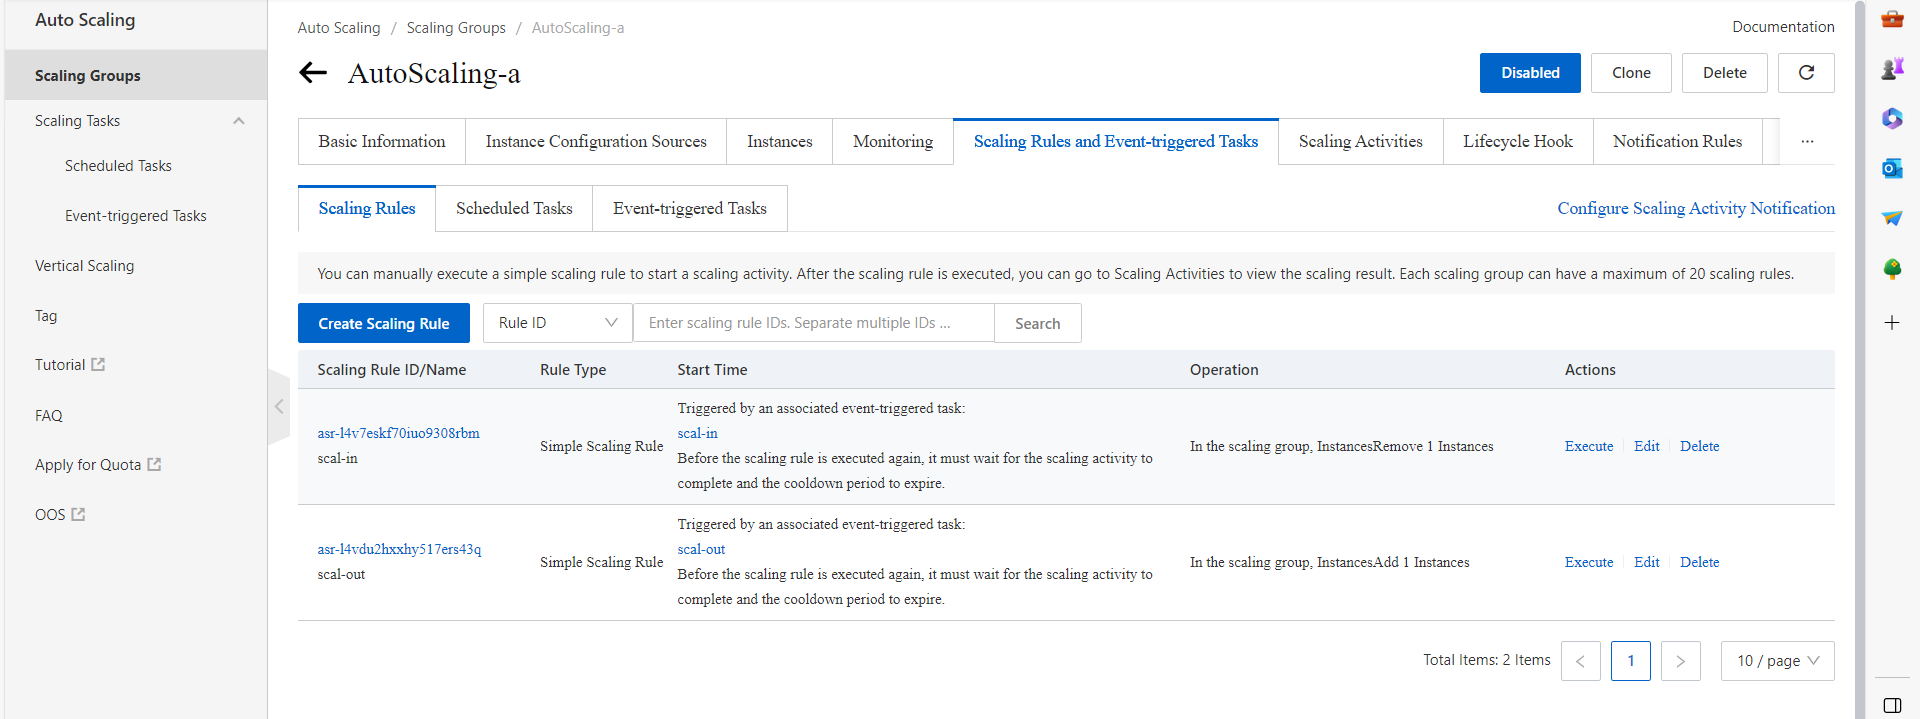 Auto Scaling
Scaling Groups
Scaling Tasks
Scheduled Tasks
Event-triggered Tasks
Vertical Scaling
Tag
Tutorial
FAQ
Apply for Quota
OOS
Auto Scaling / Scaling Groups / AutoScaling-a
Documentation
AutoScaling-a
Disabled Clone Delete
Basic Information Instance Configuration Sources Instances Monitoring Scaling Rules and Event-triggered Tasks Scaling Activities Lifecycle Hook Notification Rules ...
Scaling Rules Scheduled Tasks Event-triggered Tasks Configure Scaling Activity Notification
You can manually execute a simple scaling rule to start a scaling activity. After the scaling rule is executed, you can go to Scaling Activities to view the scaling result. Each scaling group can have a maximum of 20 scaling rules.
Create Scaling Rule Rule ID Enter scaling rule IDs. Separate multiple IDs ... Search
Scaling Rule ID/Name Rule Type Start Time Operation Actions
asr-l4v7eskf70iuo9308rbm
scal-in
Simple Scaling Rule
Triggered by an associated event-triggered task:
scal-in
Before the scaling rule is executed again, it must wait for the scaling activity to
complete and the cooldown period to expire.
In the scaling group, InstancesRemove 1 Instances
Execute Edit Delete
asr-l4vdu2hxxhy517ers43q
scal-out
Simple Scaling Rule
Triggered by an associated event-triggered task:
scal-out
Before the scaling rule is executed again, it must wait for the scaling activity to
complete and the cooldown period to expire.
In the scaling group, InstancesAdd 1 Instances
Execute Edit Delete
Total Items: 2 Items < 1 > 10 / page